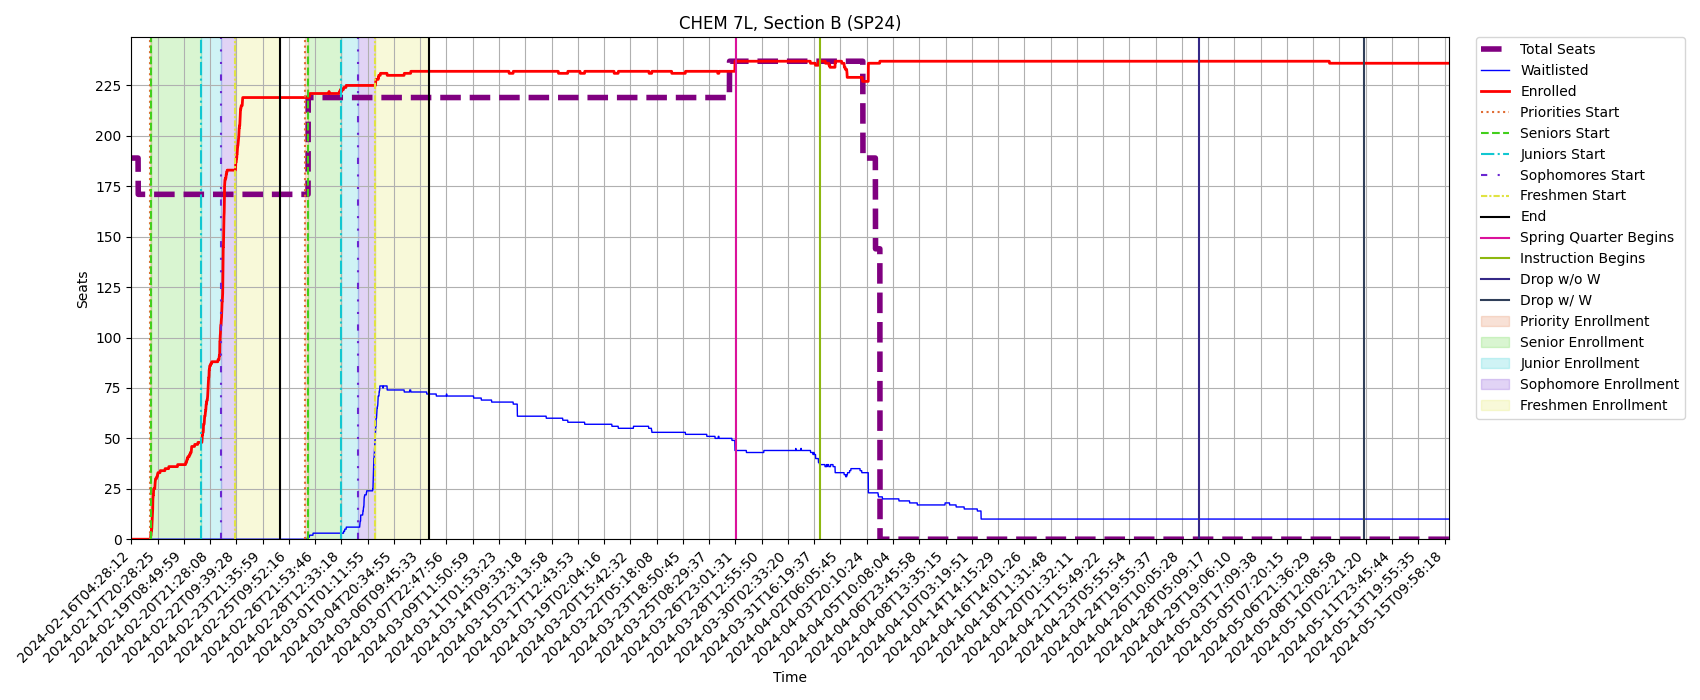 CHEM 7L, Section B (SP24)
Seats
225
200
175
150
125
100
75
50
25
0
2024-02-16T04:28:12
2024-02-17T20:28:25
2024-02-19T08:49:59
2024-02-20T21:28:08
2024-02-22T09:39:28
2024-02-23T21:35:59
2024-02-25T09:52:16
2024-02-26T21:53:46
2024-02-28T12:33:18
2024-03-01T01:11:55
2024-03-04T20:34:55
2024-03-06T09:45:33
2024-03-07T22:47:56
2024-03-09T11:50:59
2024-03-11T01:53:23
2024-03-14T09:33:18
2024-03-15T23:13:58
2024-03-17T12:43:53
2024-03-19T02:04:16
2024-03-20T15:42:32
2024-03-22T05:18:08
2024-03-23T18:50:45
2024-03-25T08:29:37
2024-03-26T23:01:31
2024-03-28T12:55:50
2024-03-30T02:33:20
2024-03-31T16:19:37
2024-04-02T06:05:45
2024-04-03T20:10:24
2024-04-05T10:08:04
2024-04-06T23:45:58
2024-04-08T13:35:15
2024-04-10T03:19:51
2024-04-14T14:15:29
2024-04-16T14:01:26
2024-04-18T11:31:48
2024-04-20T01:32:11
2024-04-21T15:49:22
2024-04-23T05:55:54
2024-04-24T19:55:37
2024-04-26T10:05:28
2024-04-28T05:09:17
2024-04-29T19:06:10
2024-05-03T17:09:38
2024-05-05T07:20:15
2024-05-06T21:36:29
2024-05-08T12:08:58
2024-05-10T02:21:20
2024-05-11T23:45:44
2024-05-13T19:55:35
2024-05-15T09:58:18
Time
Total Seats
Waitlisted
Enrolled
Priorities Start
Seniors Start
Juniors Start
Sophomores Start
Freshmen Start
End
Spring Quarter Begins
Instruction Begins
Drop w/o W
Drop w/ W
Priority Enrollment
Senior Enrollment
Junior Enrollment
Sophomore Enrollment
Freshmen Enrollment